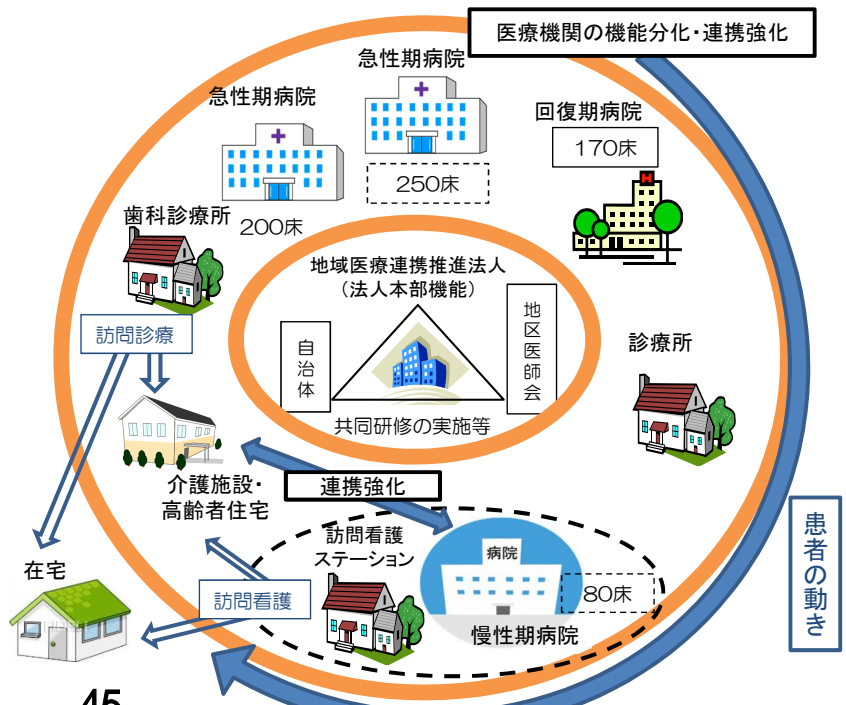 医療機関の機能分化・連携強化
急性期病院
急性期病院
回復期病院
170床
250床
200床
歯科診療所
訪問診療
地域医療連携推進法人
（法人本部機能）
自治体
地区医師会
共同研修の実施等
診療所
介護施設・
高齢者住宅
連携強化
訪問看護
ステーション
病院
80床
慢性期病院
在宅
訪問看護
患者の動き
45